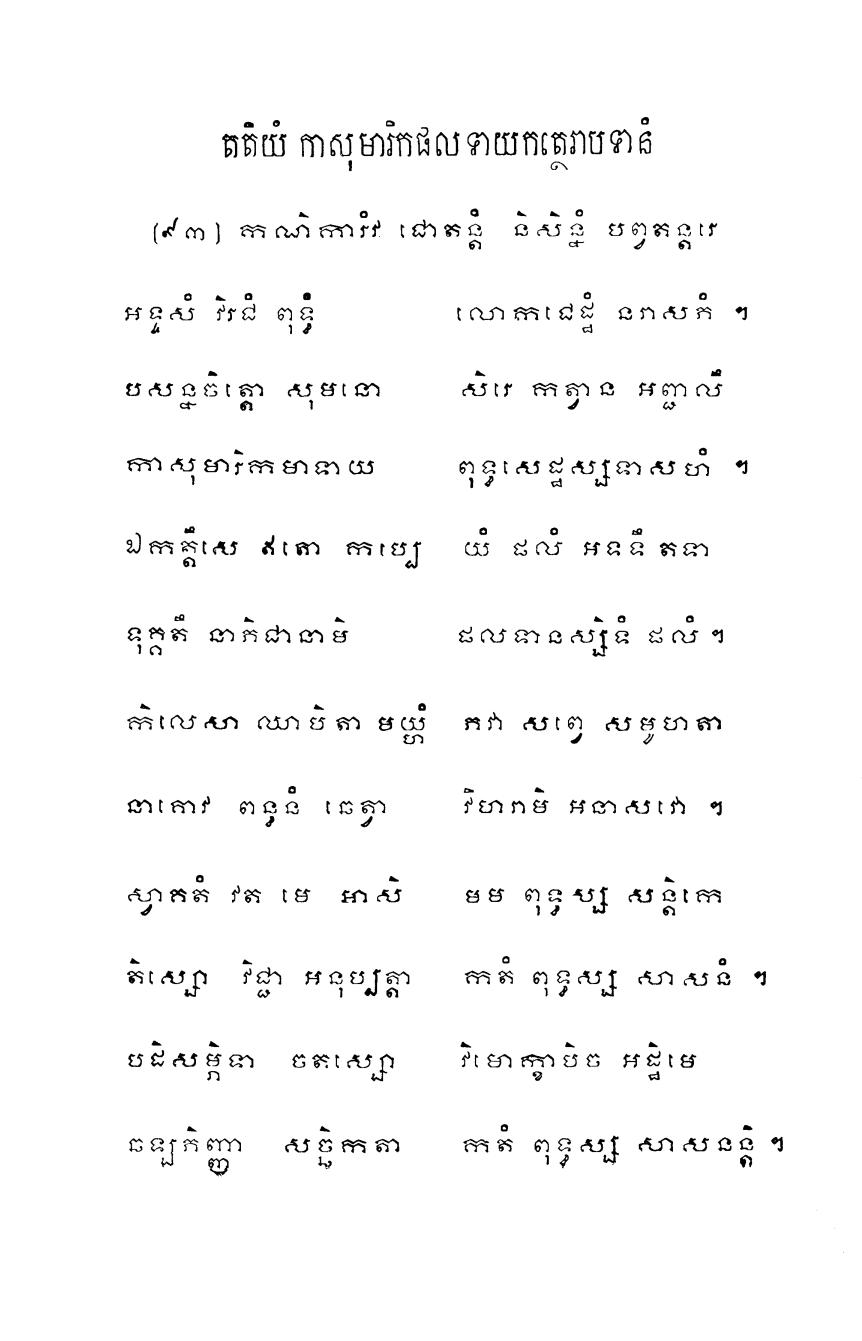 តតិយំ កាសុមារិកផលទាយកត្ថេរាបទានំ
(៩៣) កណិការំវ ជោតន្តំ និសិន្នំ បព្វតន្តរេ
អទ្ទសំ វិរជំ ពុទ្ធំ លោកជេដ្ឋំ នរាសភំ ។
បសន្នចិត្តោ សុមនោ សិរេ កត្វាន អញ្ជលឹ
កាសុមារិកមាទាយ ពុទ្ធសេដ្ឋស្សទាសហំ ។
ឯកត្តឹសេ ឥតោ កប្បេ យំ ផលំ អទទឹ តទា
ទុគ្គតឹ នាភិជានាមិ ផលទានស្សិទំ ផលំ ។
កិលេសា ឈាបិតា មយ្ហំ ភវា សព្វេ សមូហតា
នាគោវ ពន្ធនំ ឆេត្វា វិហរាមិ អនាសវោ ។
ស្វាគតំ វត មេ អាសិ មម ពុទ្ធស្ស សន្តិកេ
តិស្សោ វិជ្ជា អនុប្បត្តា កតំ ពុទ្ធស្ស សាសនំ ។
បដិសម្ភិទា ចតស្សោ វិមោក្ខាបិច អដ្ឋិមេ
ឆឡភិញ្ញា សច្ឆិកតា កតំ ពុទ្ធស្ស សាសនន្តិ ។